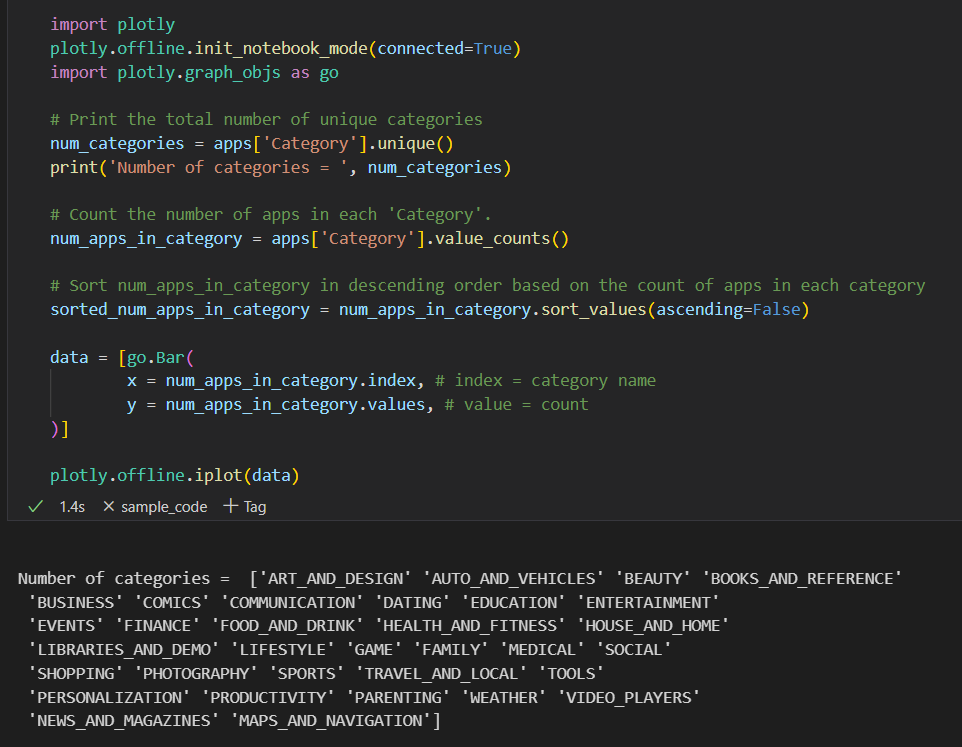 import plotly
plotly.offline.init_notebook_mode(connected=True)
import plotly.graph_objs as go
# Print the total number of unique categories
num_categories = apps['Category'].unique()
print('Number of categories = ', num_categories)
# Count the number of apps in each 'Category'.
num_apps_in_category = apps['Category'].value_counts()
# Sort num_apps_in_category in descending order based on the count of apps in each category
sorted_num_apps_in_category = num_apps_in_category.sort_values(ascending=False)
data = [go.Bar(
        x = num_apps_in_category.index, # index = category name
        y = num_apps_in_category.values, # value = count
)]
plotly.offline.iplot(data)
✓ 1.4s × sample_code + Tag
Number of categories =  ['ART_AND_DESIGN' 'AUTO_AND_VEHICLES' 'BEAUTY' 'BOOKS_AND_REFERENCE'
 'BUSINESS' 'COMICS' 'COMMUNICATION' 'DATING' 'EDUCATION' 'ENTERTAINMENT'
 'EVENTS' 'FINANCE' 'FOOD_AND_DRINK' 'HEALTH_AND_FITNESS' 'HOUSE_AND_HOME'
 'LIBRARIES_AND_DEMO' 'LIFESTYLE' 'GAME' 'FAMILY' 'MEDICAL' 'SOCIAL'
 'SHOPPING' 'PHOTOGRAPHY' 'SPORTS' 'TRAVEL_AND_LOCAL' 'TOOLS'
 'PERSONALIZATION' 'PRODUCTIVITY' 'PARENTING' 'WEATHER' 'VIDEO_PLAYERS'
 'NEWS_AND_MAGAZINES' 'MAPS_AND_NAVIGATION']